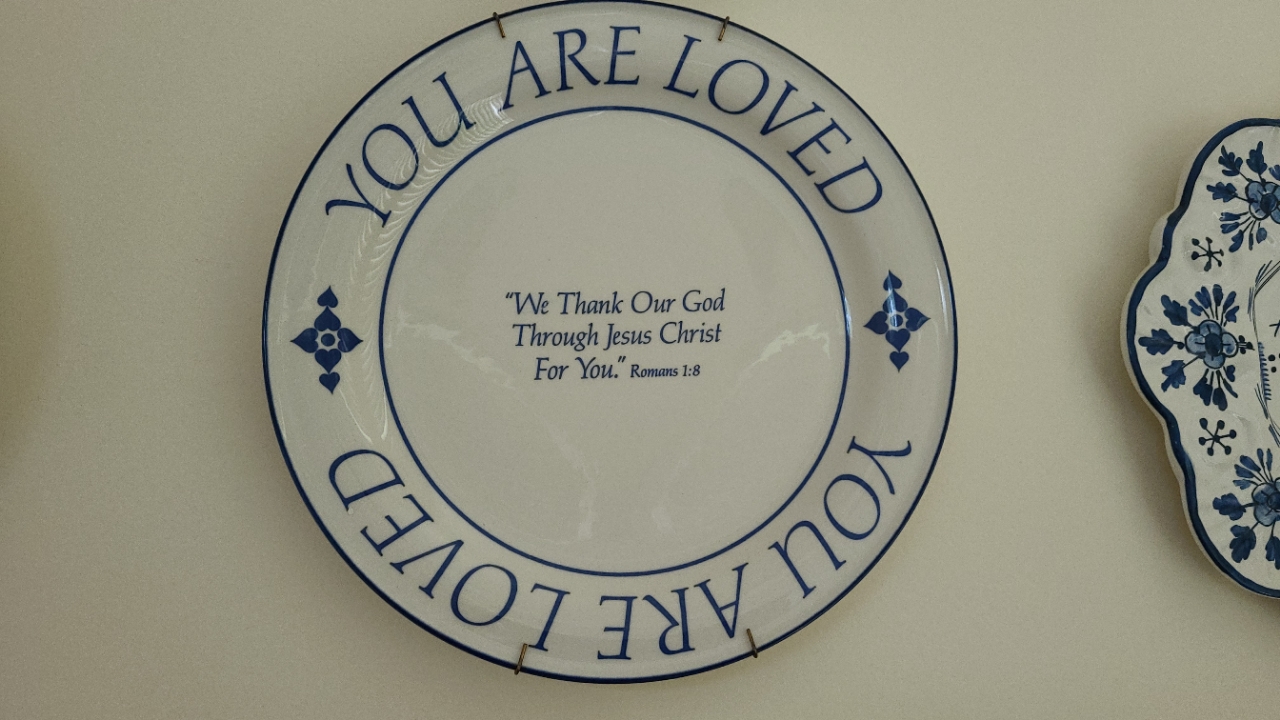 YOU ARE LOVED
“We Thank Our God
Through Jesus Christ
For You.” Romans 1:8
YOU ARE LOVED